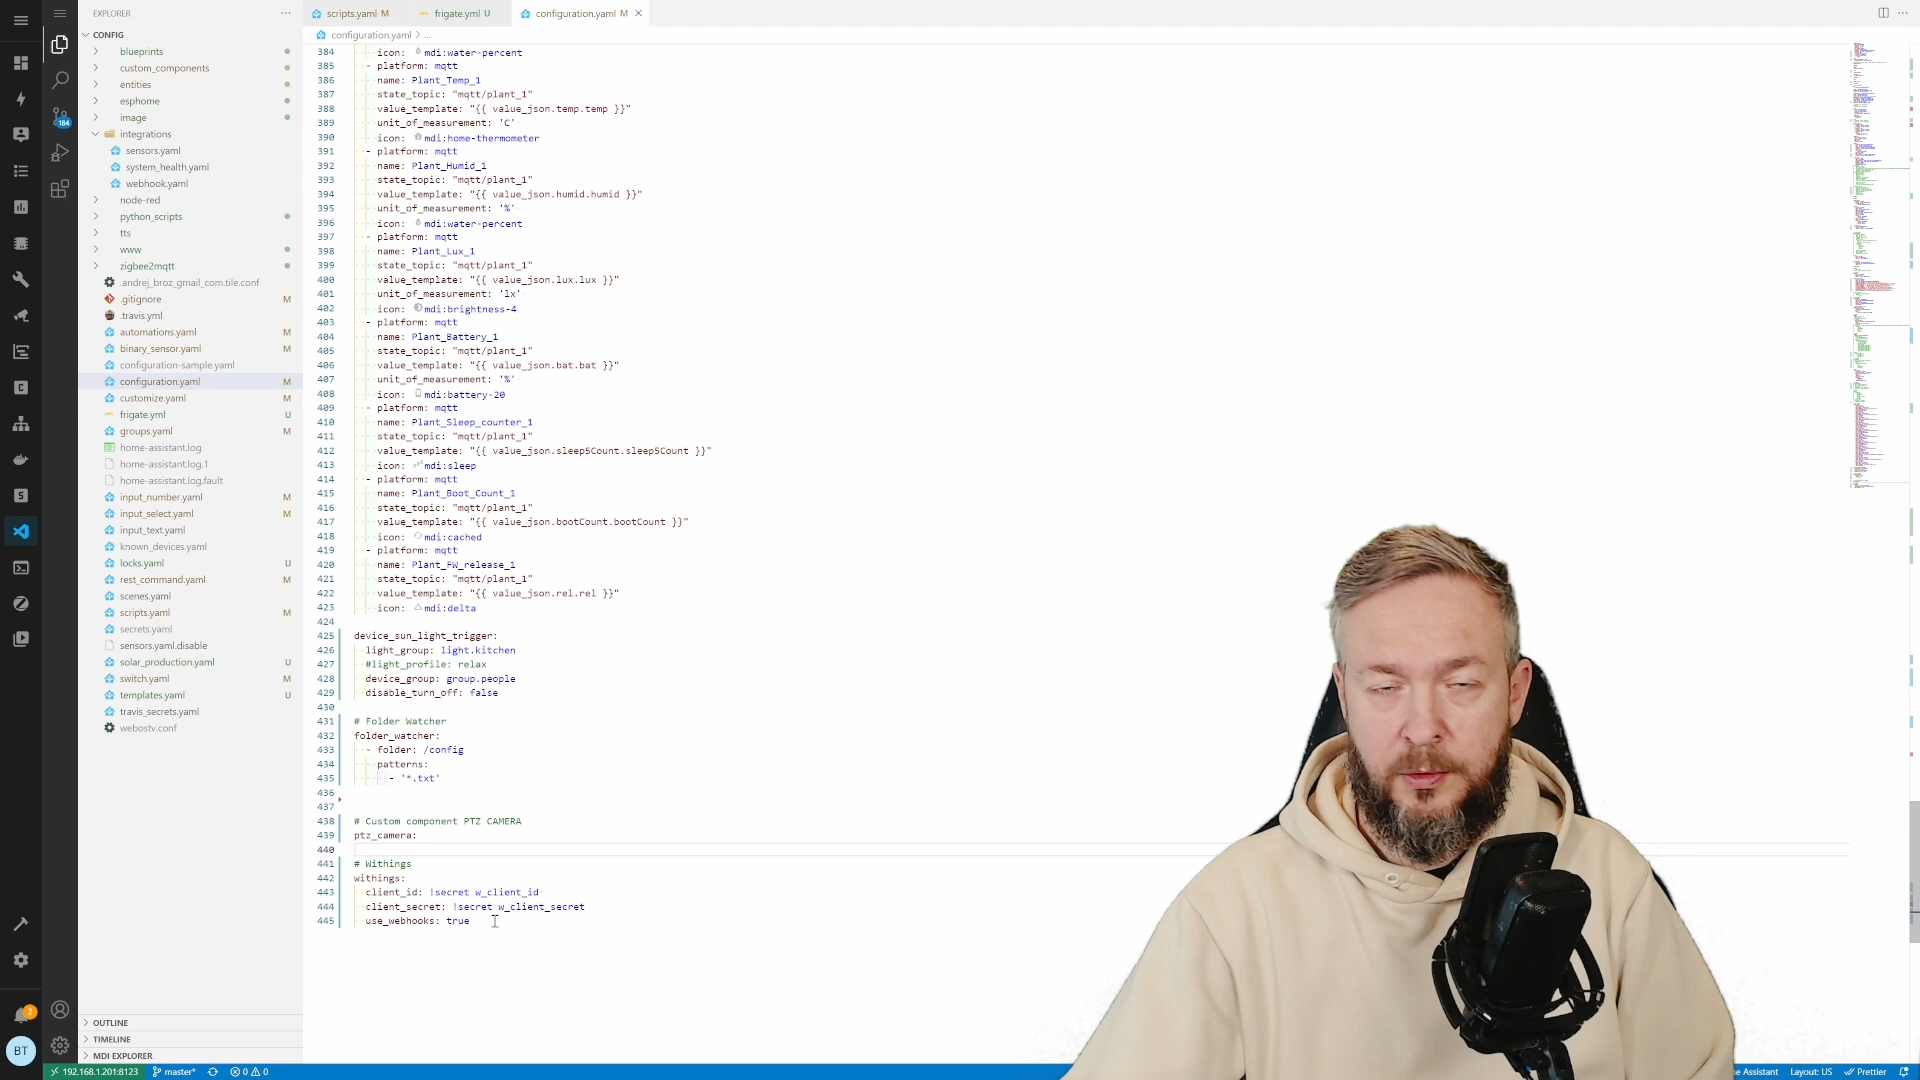 EXPLORER
scripts.yaml M
frigate.yml U
configuration.yaml M
configuration.yaml > ...
CONFIG
blueprints
custom_components
entities
esphome
image
integrations
sensors.yaml
system_health.yaml
webhook.yaml
node-red
python_scripts
tts
www
zigbee2mqtt
.andrej_broz_gmail_com.tile.conf
.gitignore M
.travis.yml
automations.yaml M
binary_sensor.yaml M
configuration-sample.yaml
configuration.yaml M
customize.yaml M
frigate.yml U
groups.yaml M
home-assistant.log
home-assistant.log.1
home-assistant.log.fault
input_number.yaml M
input_select.yaml M
input_text.yaml
known_devices.yaml
locks.yaml U
rest_command.yaml M
scenes.yaml
scripts.yaml M
secrets.yaml
sensors.yaml.disable
solar_production.yaml U
switch.yaml M
templates.yaml U
travis_secrets.yaml
webostv.conf
OUTLINE
TIMELINE
MDI EXPLORER
184
2
BT
384 icon: mdi:water-percent
385 - platform: mqtt
386 name: Plant_Temp_1
387 state_topic: "mqtt/plant_1"
388 value_template: "{{ value_json.temp.temp }}"
389 unit_of_measurement: 'C'
390 icon: mdi:home-thermometer
391 - platform: mqtt
392 name: Plant_Humid_1
393 state_topic: "mqtt/plant_1"
394 value_template: "{{ value_json.humid.humid }}"
395 unit_of_measurement: '%'
396 icon: mdi:water-percent
397 - platform: mqtt
398 name: Plant_Lux_1
399 state_topic: "mqtt/plant_1"
400 value_template: "{{ value_json.lux.lux }}"
401 unit_of_measurement: 'lx'
402 icon: mdi:brightness-4
403 - platform: mqtt
404 name: Plant_Battery_1
405 state_topic: "mqtt/plant_1"
406 value_template: "{{ value_json.bat.bat }}"
407 unit_of_measurement: '%'
408 icon: mdi:battery-20
409 - platform: mqtt
410 name: Plant_Sleep_counter_1
411 state_topic: "mqtt/plant_1"
412 value_template: "{{ value_json.sleep5Count.sleep5Count }}"
413 icon: mdi:sleep
414 - platform: mqtt
415 name: Plant_Boot_Count_1
416 state_topic: "mqtt/plant_1"
417 value_template: "{{ value_json.bootCount.bootCount }}"
418 icon: mdi:cached
419 - platform: mqtt
420 name: Plant_FW_release_1
421 state_topic: "mqtt/plant_1"
422 value_template: "{{ value_json.rel.rel }}"
423 icon: mdi:delta
424
425 device_sun_light_trigger:
426 light_group: light.kitchen
427 #light_profile: relax
428 device_group: group.people
429 disable_turn_off: false
430
431 # Folder Watcher
432 folder_watcher:
433 - folder: /config
434 patterns:
435 - '*.txt'
436
437
438 # Custom component PTZ CAMERA
439 ptz_camera:
440
441 # Withings
442 withings:
443 client_id: !secret w_client_id
444 client_secret: !secret w_client_secret
445 use_webhooks: true
192.168.1.201:8123 master* 0 0
e Assistant Layout: US Prettier